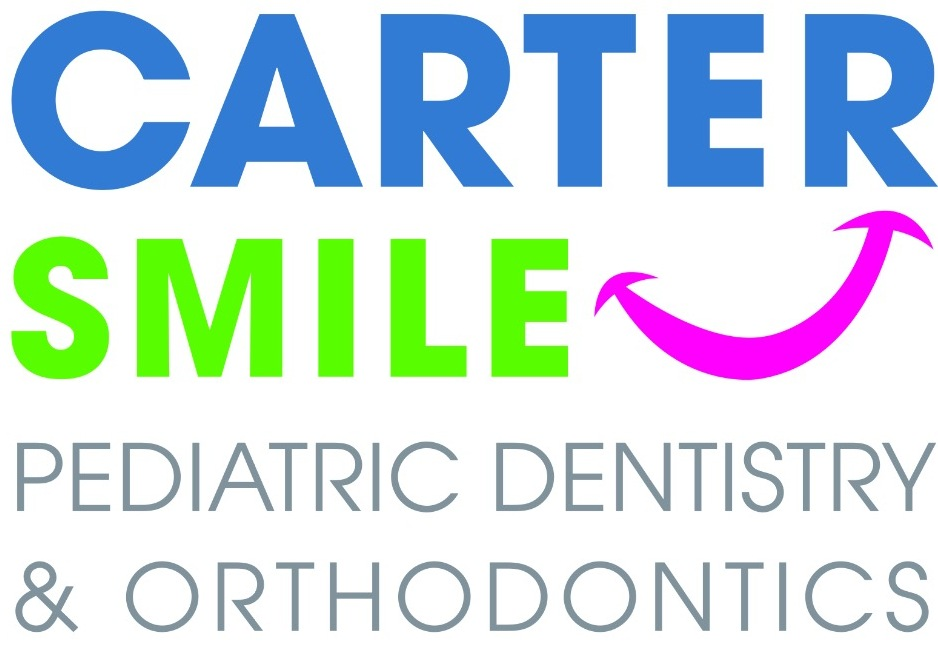 CARTER
SMILE
PEDIATRIC DENTISTRY
& ORTHODONTICS